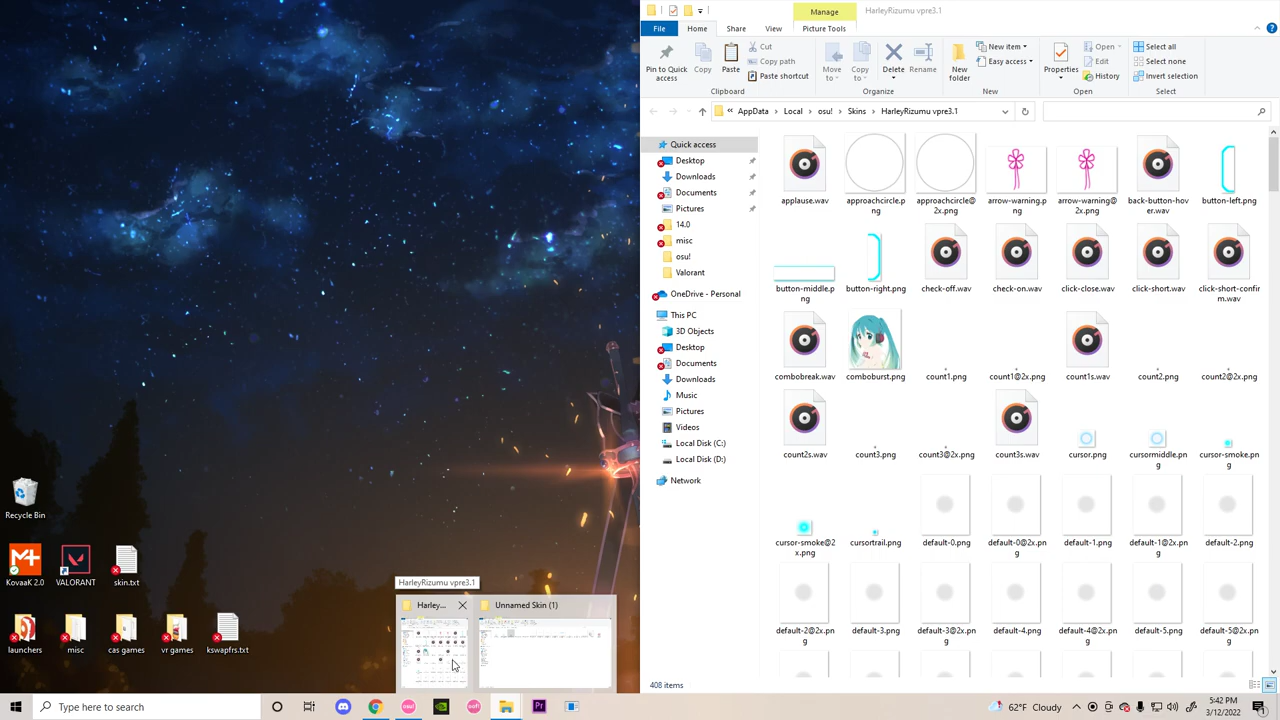 Manage
HarleyRizumu vpre3.1
File
Home
Share
View
Picture Tools
Pin to Quick access
Copy
Paste
Cut
Copy path
Paste shortcut
Clipboard
Move to
Copy to
Delete
Rename
Organize
New folder
New item
Easy access
New
Properties
Open
Edit
History
Open
Select all
Select none
Invert selection
Select
« AppData > Local > osu! > Skins > HarleyRizumu vpre3.1
Quick access
Desktop
Downloads
Documents
Pictures
14.0
misc
osu!
Valorant
OneDrive - Personal
This PC
3D Objects
Desktop
Documents
Downloads
Music
Pictures
Videos
Local Disk (C:)
Local Disk (D:)
Network
applause.wav
approachcircle.png
approachcircle@2x.png
arrow-warning.png
arrow-warning@2x.png
back-button-hover.wav
button-left.png
button-middle.png
button-right.png
check-off.wav
check-on.wav
click-close.wav
click-short.wav
click-short-confirm.wav
combobreak.wav
comboburst.png
count1.png
count1@2x.png
count1s.wav
count2.png
count2@2x.png
count2s.wav
count3.png
count3@2x.png
count3s.wav
cursor.png
cursormiddle.png
cursor-smoke.png
cursor-smoke@2x.png
cursortrail.png
default-0.png
default-0@2x.png
default-1.png
default-1@2x.png
default-2.png
default-2@2x.png
default-3.png
default-3@2x.png
default-4.png
default-4@2x.png
default-5.png
default-5@2x.png
408 items
Recycle Bin
KovaaK 2.0
VALORANT
skin.txt
launchers
misc
cas games
vr games
kswapfrs.txt
HarleyRizumu vpre3.1
Harley...
Unnamed Skin (1)
Type here to search
osu!
osu!
Pr
62°F Cloudy
5:42 PM
3/12/2022